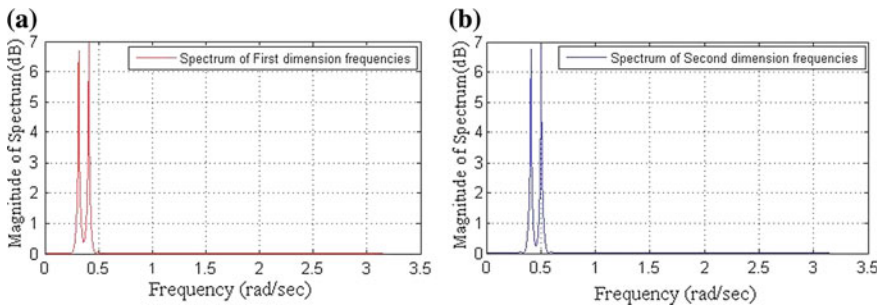 (a)
Magnitude of Spectrum(dB)
7
6
5
4
3
2
1
0
Spectrum of First dimension frequencies
0 0.5 1 1.5 2 2.5 3 3.5
Frequency (rad/sec)
(b)
Magnitude of Spectrum(dB)
7
6
5
4
3
2
1
0
Spectrum of Second dimension frequencies
0 0.5 1 1.5 2 2.5 3 3.5
Frequency (rad/sec)